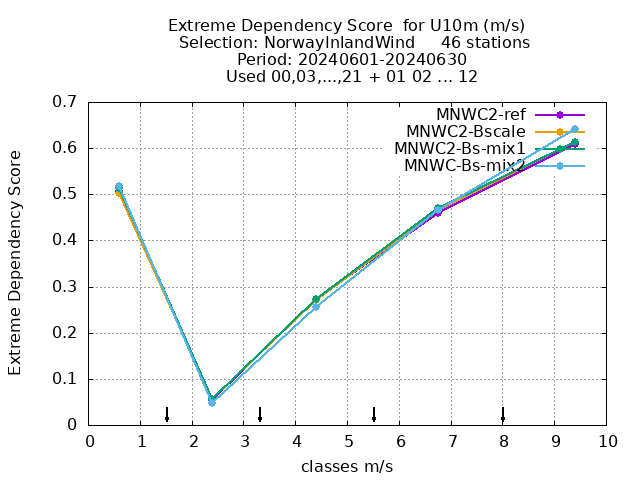 Extreme Dependency Score  for U10m (m/s)
Selection: NorwayInlandWind     46 stations
Period: 20240601-20240630
Used 00,03,...,21 + 01 02 ... 12
Extreme Dependency Score
0.7
0.6
0.5
0.4
0.3
0.2
0.1
0
MNWC2-ref
MNWC2-Bscale
MNWC2-Bs-mix1
MNWC-Bs-mix2
0 1 2 3 4 5 6 7 8 9 10
classes m/s